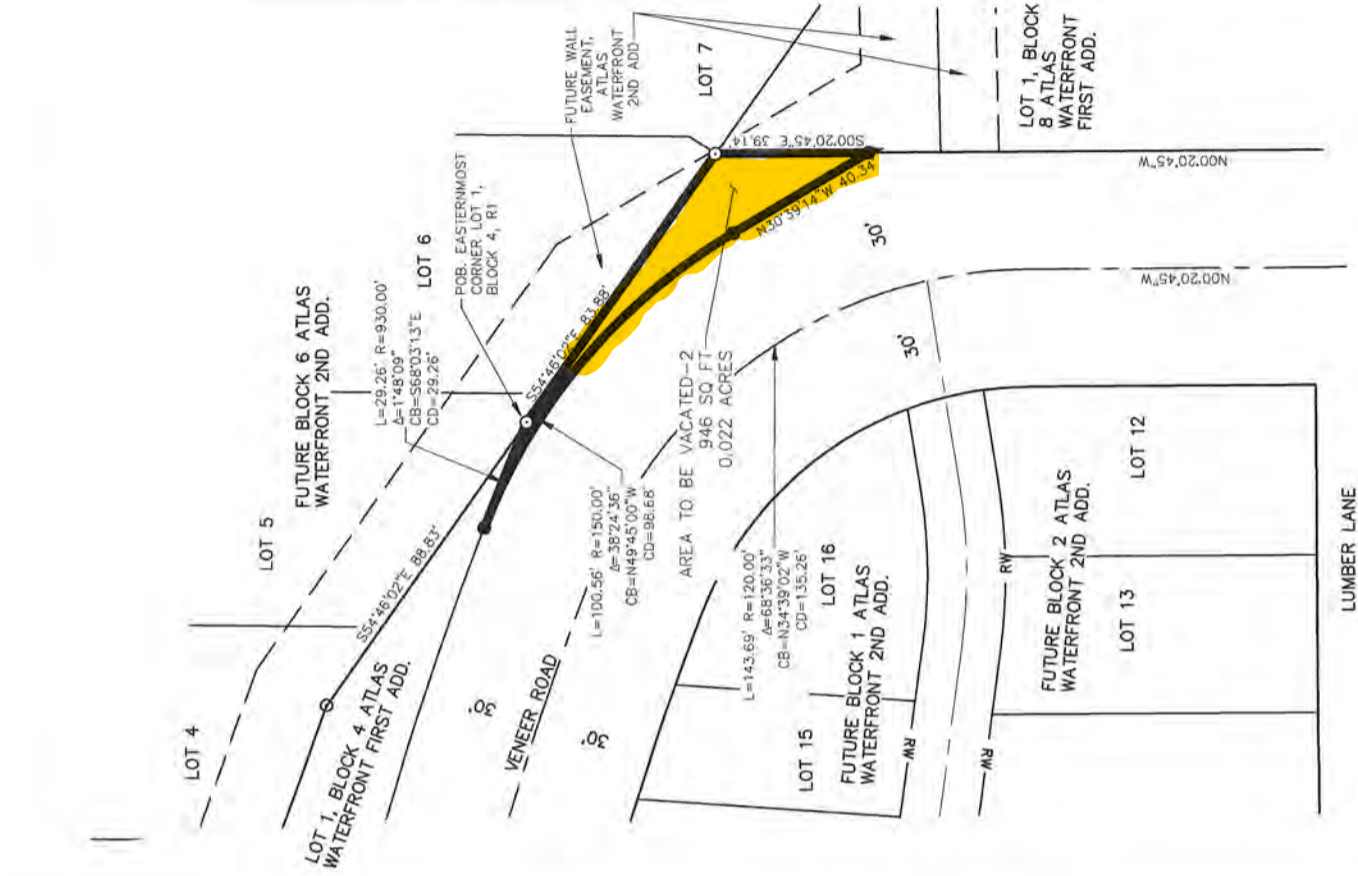 FUTURE WALL
EASEMENT,
ATLAS
WATERFRONT
2ND ADD
LOT 7
LOT 1, BLOCK
8 ATLAS
WATERFRONT
FIRST ADD.
S00°20'45"E 39.14'
N00°20'45"W
N30°39'14"W 40.34
30'
N00°20'45"W
LOT 6
P.O.B. EASTERNMOST
CORNER LOT 1,
BLOCK 4, R1
FUTURE BLOCK 6 ATLAS
WATERFRONT 2ND ADD.
L=29.26' R=930.00'
Δ=1°48'09"
CB=S68°03'13"E
CD=29.26'
S54°46'02"E 83.88'
LOT 5
S54°46'02"E 88.83'
LOT 4
LOT 1, BLOCK 4 ATLAS
WATERFRONT FIRST ADD.
30'
VENEER ROAD
30'
L=100.56' R=150.00'
Δ=38°24'36"
CB=N49°45'00"W
CD=98.68'
AREA TO BE VACATED-2
946 SQ FT
0.022 ACRES
30'
L=143.69' R=120.00'
Δ=68°36'33"
CB=N34°39'02"W
CD=135.26'
LOT 16
LOT 15
FUTURE BLOCK 1 ATLAS
WATERFRONT 2ND ADD.
RW
RW
RW
FUTURE BLOCK 2 ATLAS
WATERFRONT 2ND ADD.
LOT 12
LOT 13
LUMBER LANE